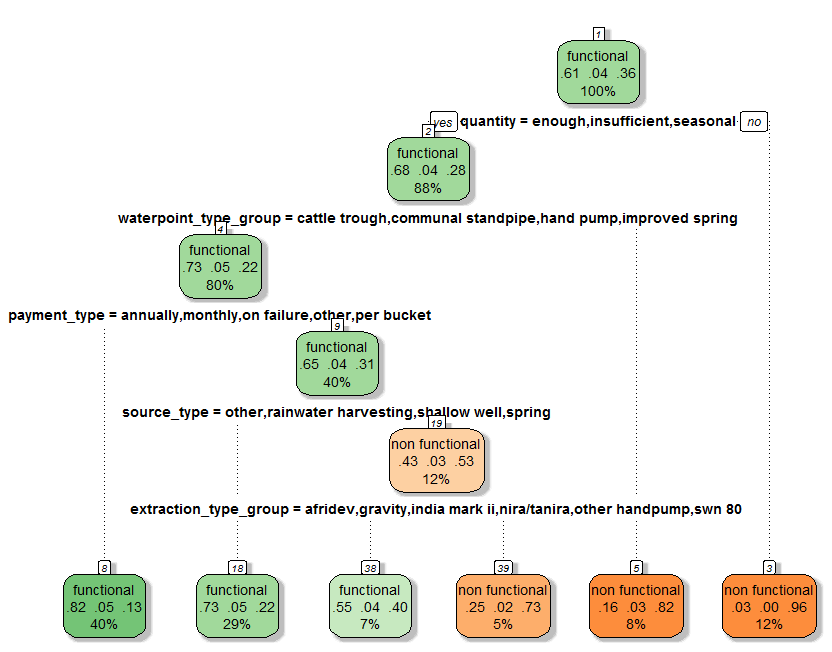 1
functional
.61 .04 .36
100%
yes quantity = enough,insufficient,seasonal no
2
functional
.68 .04 .28
88%
waterpoint_type_group = cattle trough,communal standpipe,hand pump,improved spring
4
functional
.73 .05 .22
80%
payment_type = annually,monthly,on failure,other,per bucket
9
functional
.65 .04 .31
40%
source_type = other,rainwater harvesting,shallow well,spring
19
non functional
.43 .03 .53
12%
extraction_type_group = afridev,gravity,india mark ii,nira/tanira,other handpump,swn 80
8
functional
.82 .05 .13
40%
18
functional
.73 .05 .22
29%
38
functional
.55 .04 .40
7%
39
non functional
.25 .02 .73
5%
5
non functional
.16 .03 .82
8%
3
non functional
.03 .00 .96
12%